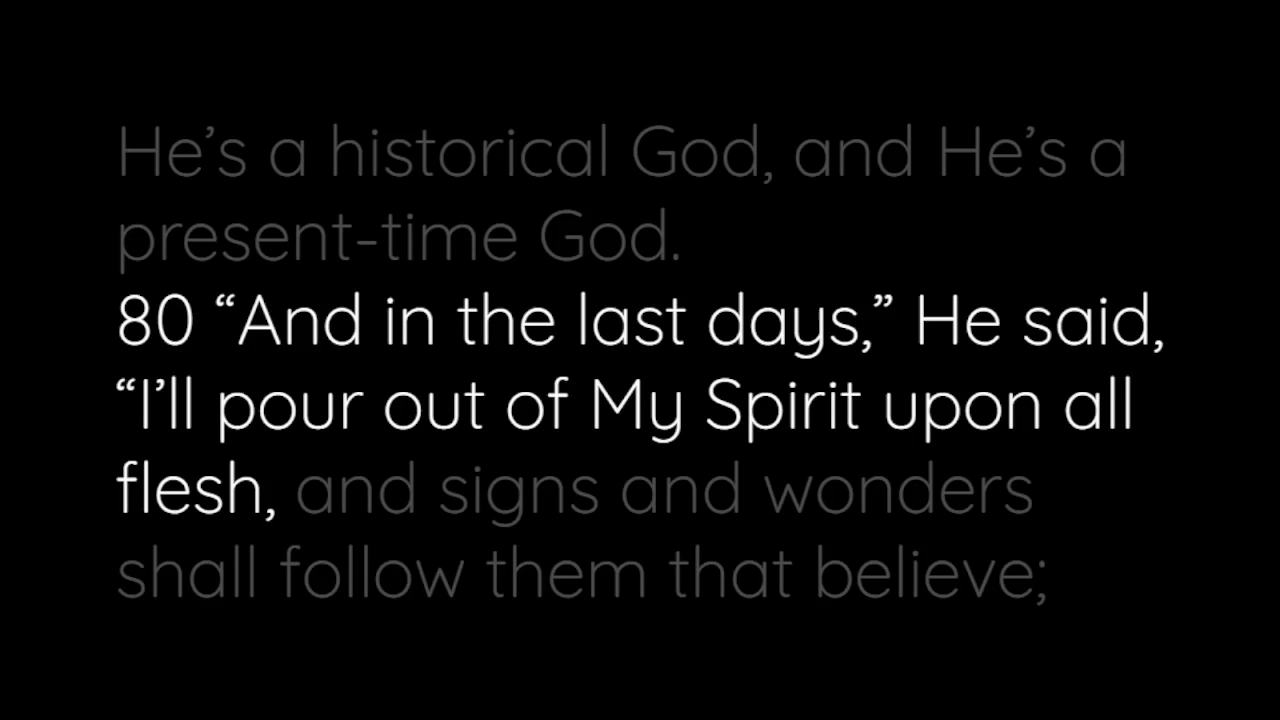 He’s a historical God, and He’s a
present-time God.
80 “And in the last days,” He said,
“I’ll pour out of My Spirit upon all
flesh, and signs and wonders
shall follow them that believe;